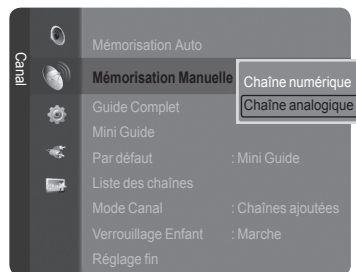 Canal
Mémorisation Auto
Mémorisation Manuelle
Chaîne numérique
Chaîne analogique
Guide Complet
Mini Guide
Par défaut : Mini Guide
Liste des chaînes
Mode Canal : Chaînes ajoutées
Verrouillage Enfant : Marche
Réglage fin